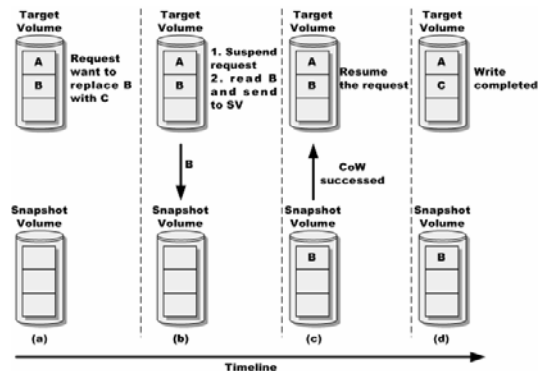 Target
Volume
A
B
Request
want to
replace B
with C
Target
Volume
A
B
1. Suspend
request
2. read B
and send
to SV
Target
Volume
A
B
Resume
the request
Target
Volume
A
C
Write
completed
B
CoW
successed
Snapshot
Volume
(a)
Snapshot
Volume
(b)
Snapshot
Volume
B
(c)
Snapshot
Volume
B
(d)
Timeline